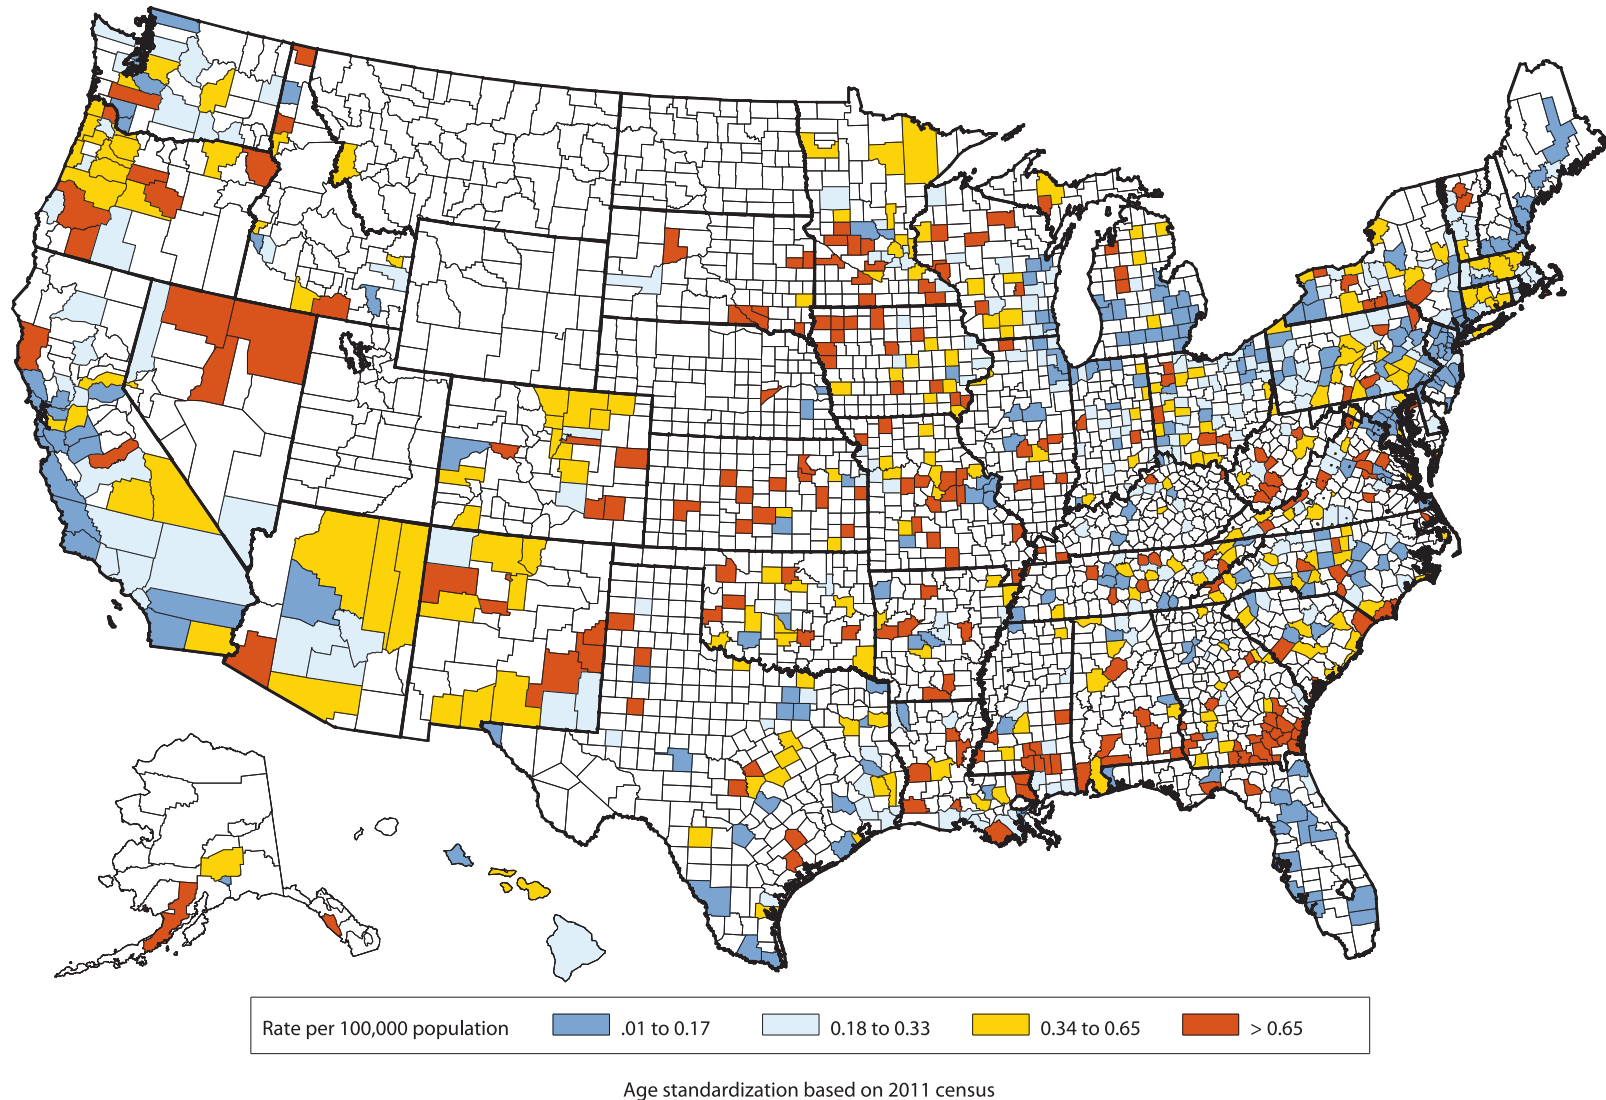 Rate per 100,000 population .01 to 0.17 0.18 to 0.33 0.34 to 0.65 > 0.65
Age standardization based on 2011 census